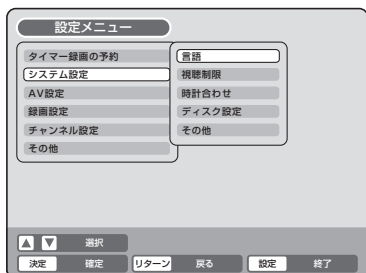 設定メニュー
タイマー録画の予約
システム設定
AV設定
録画設定
チャンネル設定
その他
言語
視聴制限
時計合わせ
ディスク設定
その他
▲ ▼ 選択
決定 確定 リターン 戻る 設定 終了